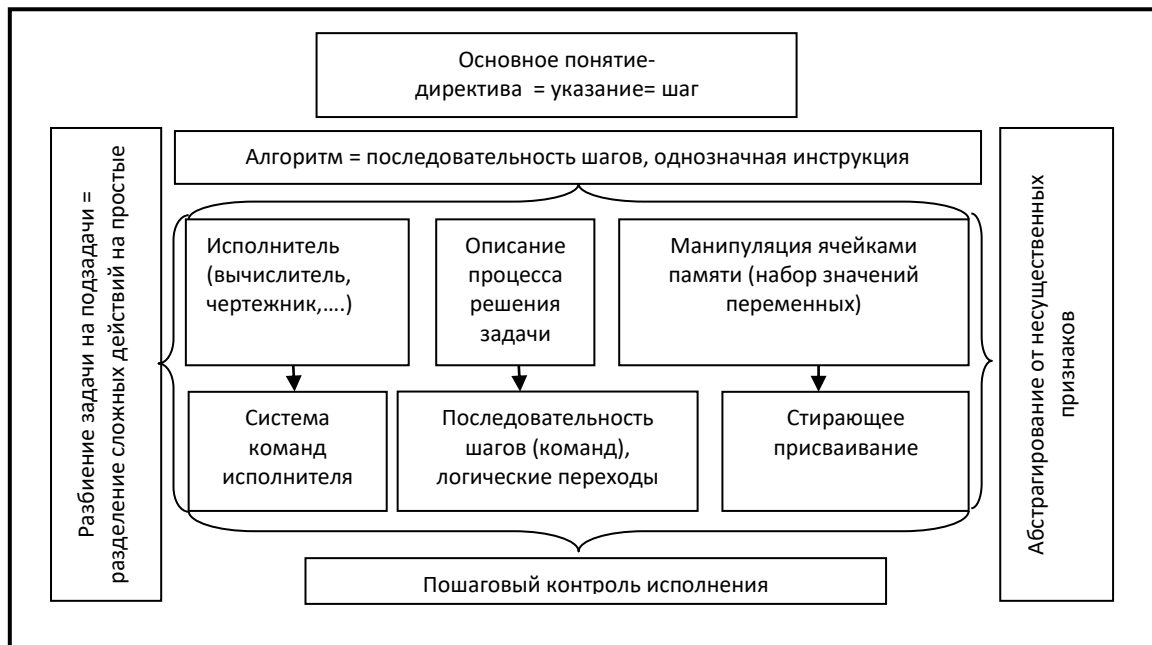 Основное понятие-
директива = указание= шаг
Разбиение задачи на подзадачи =
разделение сложных действий на простые
Алгоритм = последовательность шагов, однозначная инструкция
Исполнитель
(вычислитель,
чертежник,....)
Описание
процесса
решения
задачи
Манипуляция ячейками
памяти (набор значений
переменных)
Система
команд
исполнителя
Последовательность
шагов (команд),
логические переходы
Стирающее
присваивание
Пошаговый контроль исполнения
Абстрагирование от несущественных
признаков